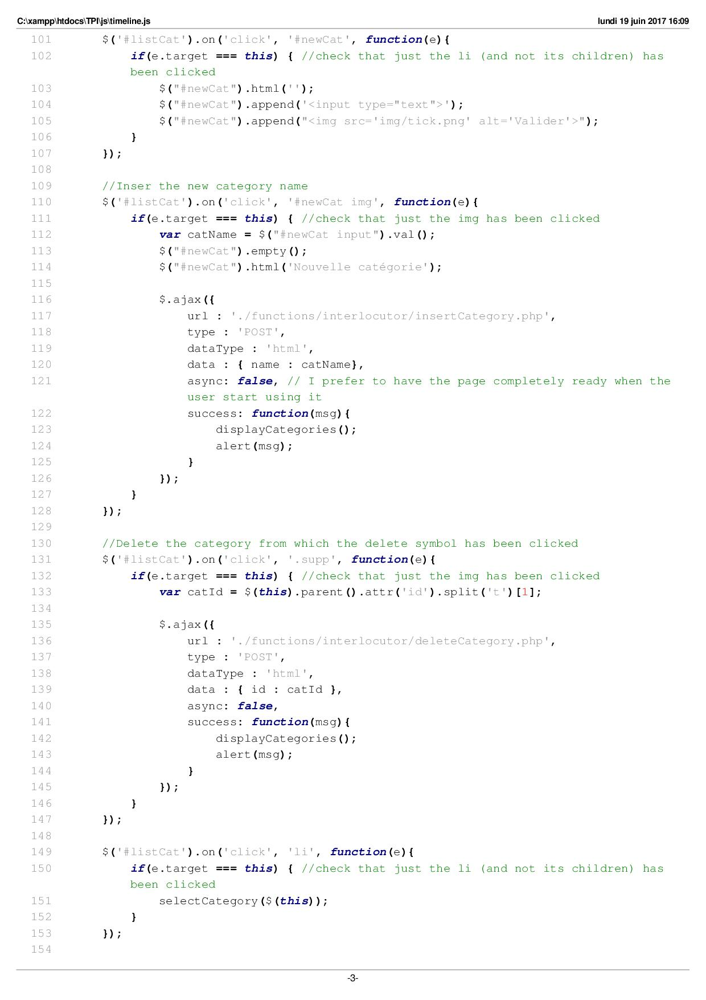 C:\xampp\htdocs\TPI\js\timeline.js lundi 19 juin 2017 16:09
101 $('#listCat').on('click', '#newCat', function(e){
102 if(e.target === this) { //check that just the li (and not its children) has
been clicked
103 $("#newCat").html('');
104 $("#newCat").append('<input type="text">');
105 $("#newCat").append("<img src='img/tick.png' alt='Valider'>");
106 }
107 });
108
109 //Inser the new category name
110 $('#listCat').on('click', '#newCat img', function(e){
111 if(e.target === this) { //check that just the img has been clicked
112 var catName = $("#newCat input").val();
113 $("#newCat").empty();
114 $("#newCat").html('Nouvelle catégorie');
115
116 $.ajax({
117 url : './functions/interlocutor/insertCategory.php',
118 type : 'POST',
119 dataType : 'html',
120 data : { name : catName},
121 async: false, // I prefer to have the page completely ready when the
user start using it
122 success: function(msg){
123 displayCategories();
124 alert(msg);
125 }
126 });
127 }
128 });
129
130 //Delete the category from which the delete symbol has been clicked
131 $('#listCat').on('click', '.supp', function(e){
132 if(e.target === this) { //check that just the img has been clicked
133 var catId = $(this).parent().attr('id').split('t')[1];
134
135 $.ajax({
136 url : './functions/interlocutor/deleteCategory.php',
137 type : 'POST',
138 dataType : 'html',
139 data : { id : catId },
140 async: false,
141 success: function(msg){
142 displayCategories();
143 alert(msg);
144 }
145 });
146 }
147 });
148
149 $('#listCat').on('click', 'li', function(e){
150 if(e.target === this) { //check that just the li (and not its children) has
been clicked
151 selectCategory($(this));
152 }
153 });
154
-3-